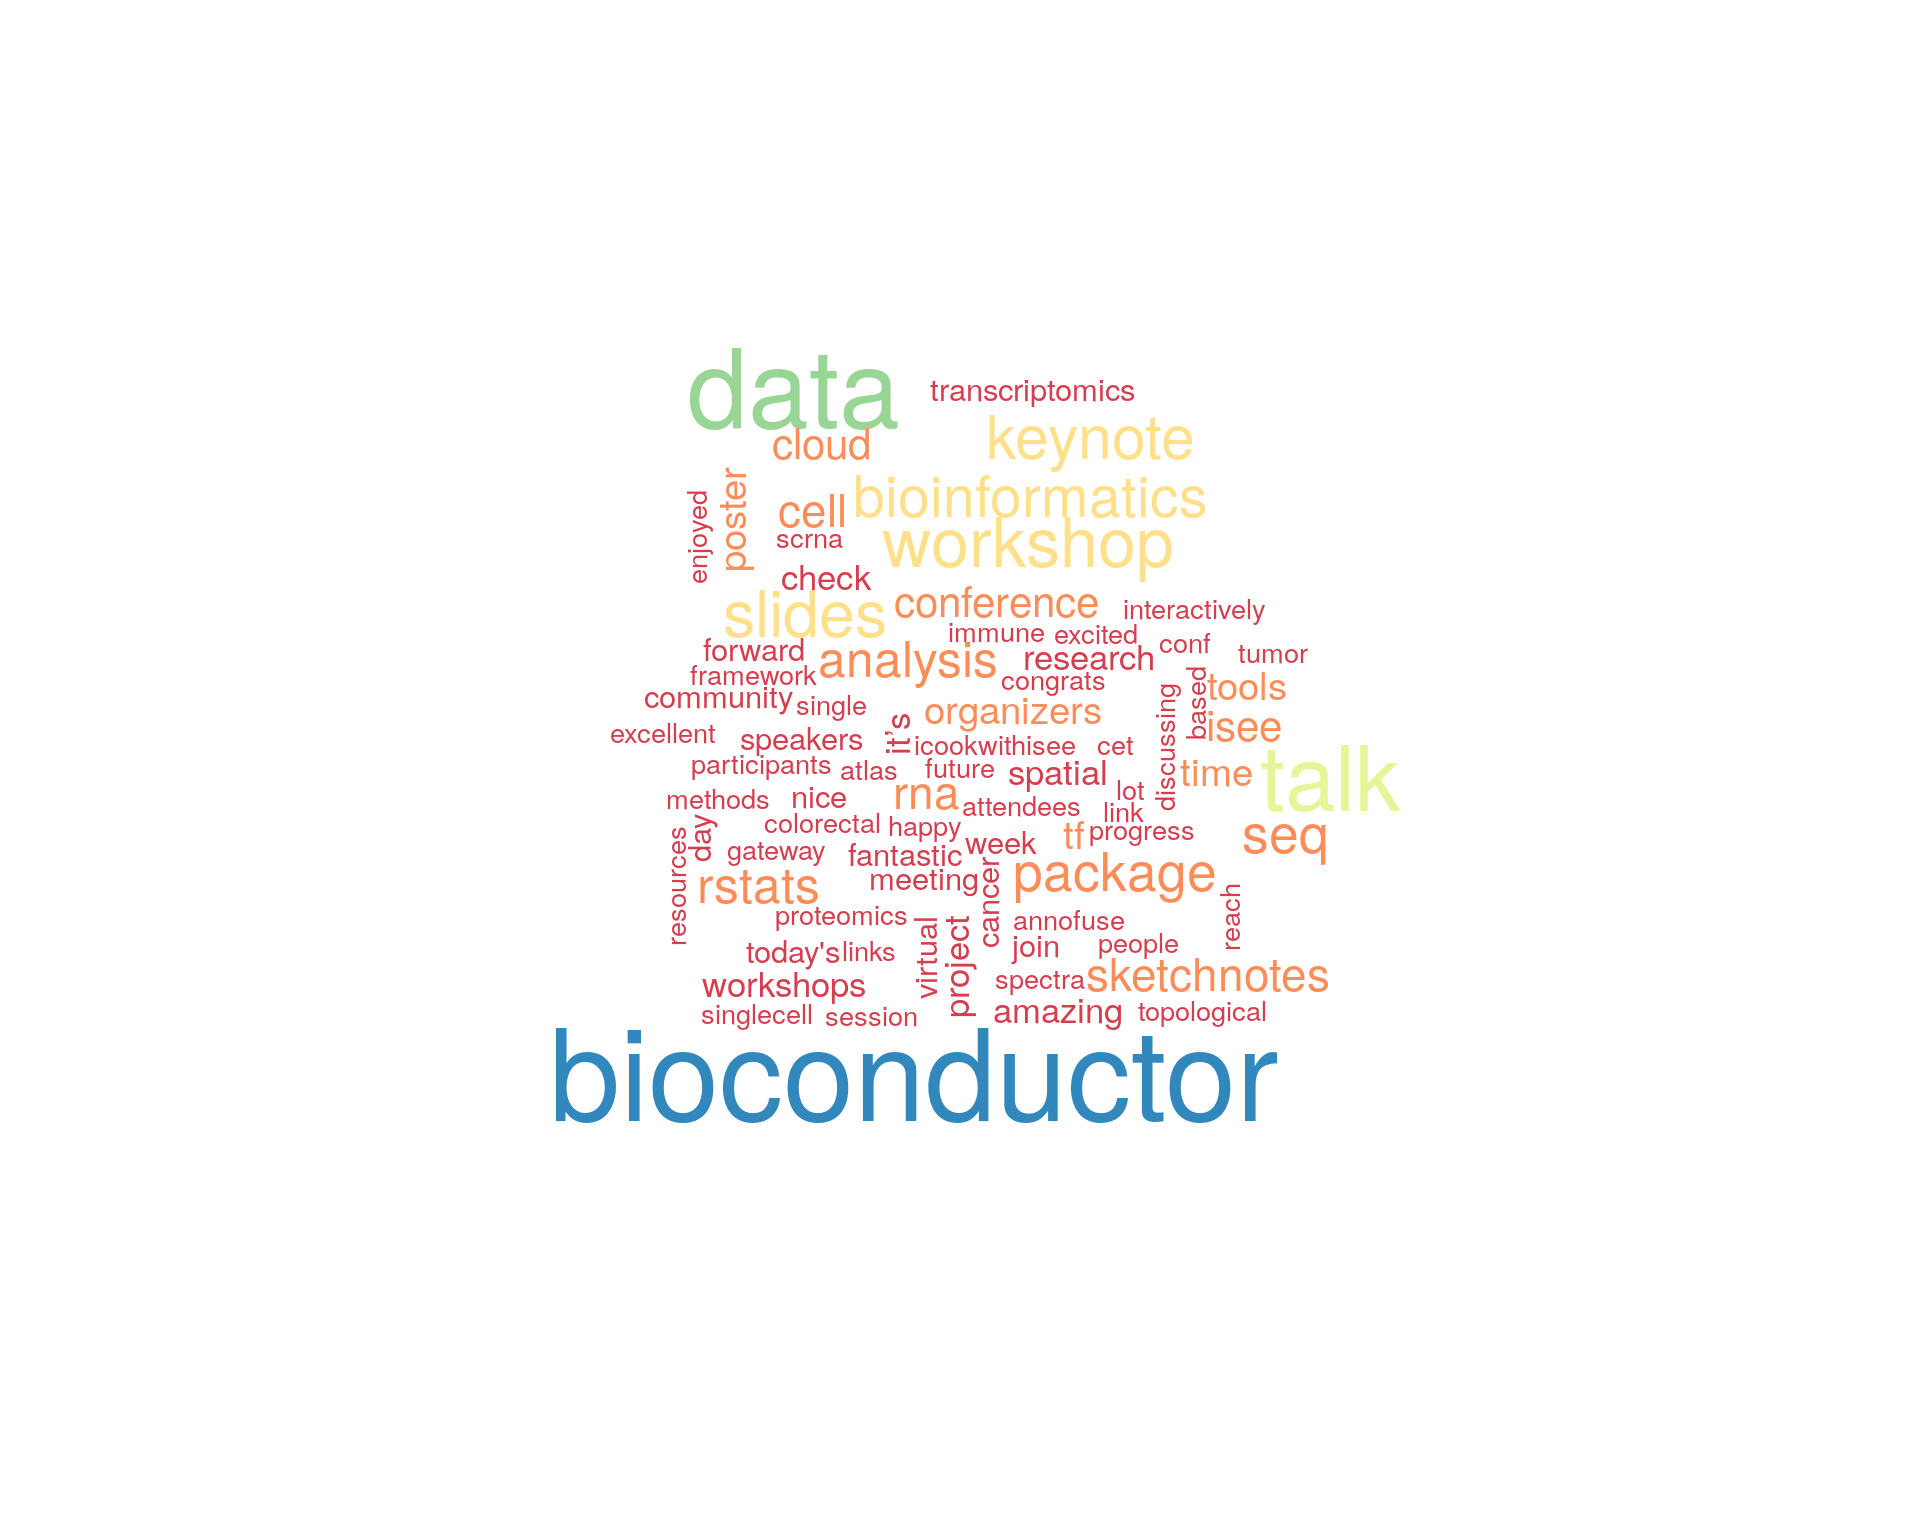 data
transcriptomics
cloud
keynote
enjoyed
poster
cell
bioinformatics
scrna
workshop
check
slides
conference
interactively
immune
excited
conf
forward
analysis
research
tumor
framework
congrats
based
tools
community
single
organizers
discussing
isee
excellent
speakers
it's
icookwithisee
cet
participants
atlas
future
spatial
time
talk
methods
nice
rna
attendees
lot
link
day
colorectal
happy
week
tf
progress
seq
resources
gateway
fantastic
rstats
meeting
cancer
package
reach
proteomics
annofuse
today's
links
virtual
project
join
people
workshops
spectra
sketchnotes
singlecell
session
amazing
topological
bioconductor